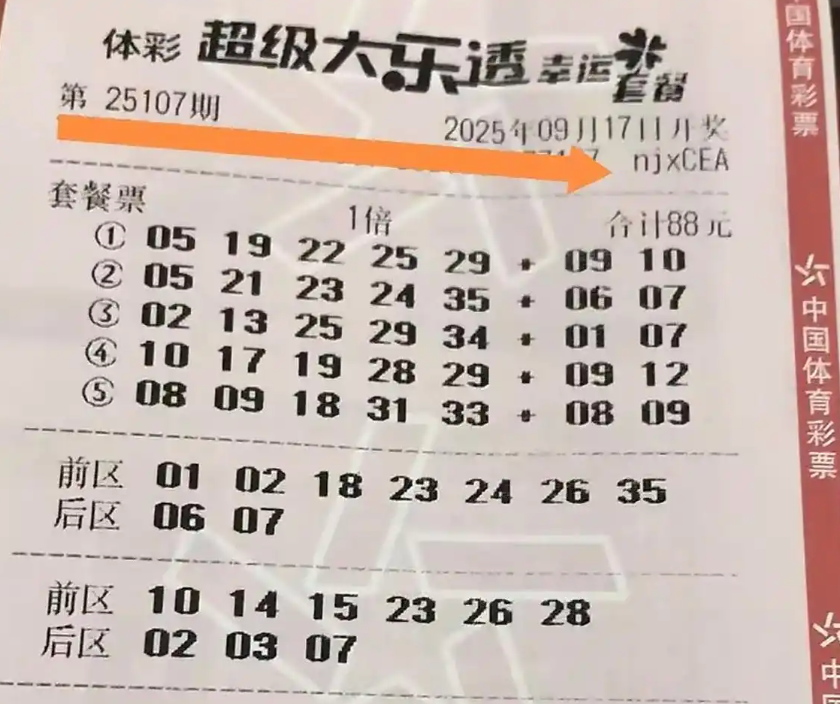 体彩 超级大乐透 幸运套餐
第 25107期
2025年09月17日开奖
njxCEA
套餐票 1倍 合计88元
① 05 19 22 25 29 + 09 10
② 05 21 23 24 35 + 06 07
③ 02 13 25 29 34 + 01 07
④ 10 17 19 28 29 + 09 12
⑤ 08 09 18 31 33 + 08 09
前区 01 02 18 23 24 26 35
后区 06 07
前区 10 14 15 23 26 28
后区 02 03 07
国体育彩票
中国体育彩票
中